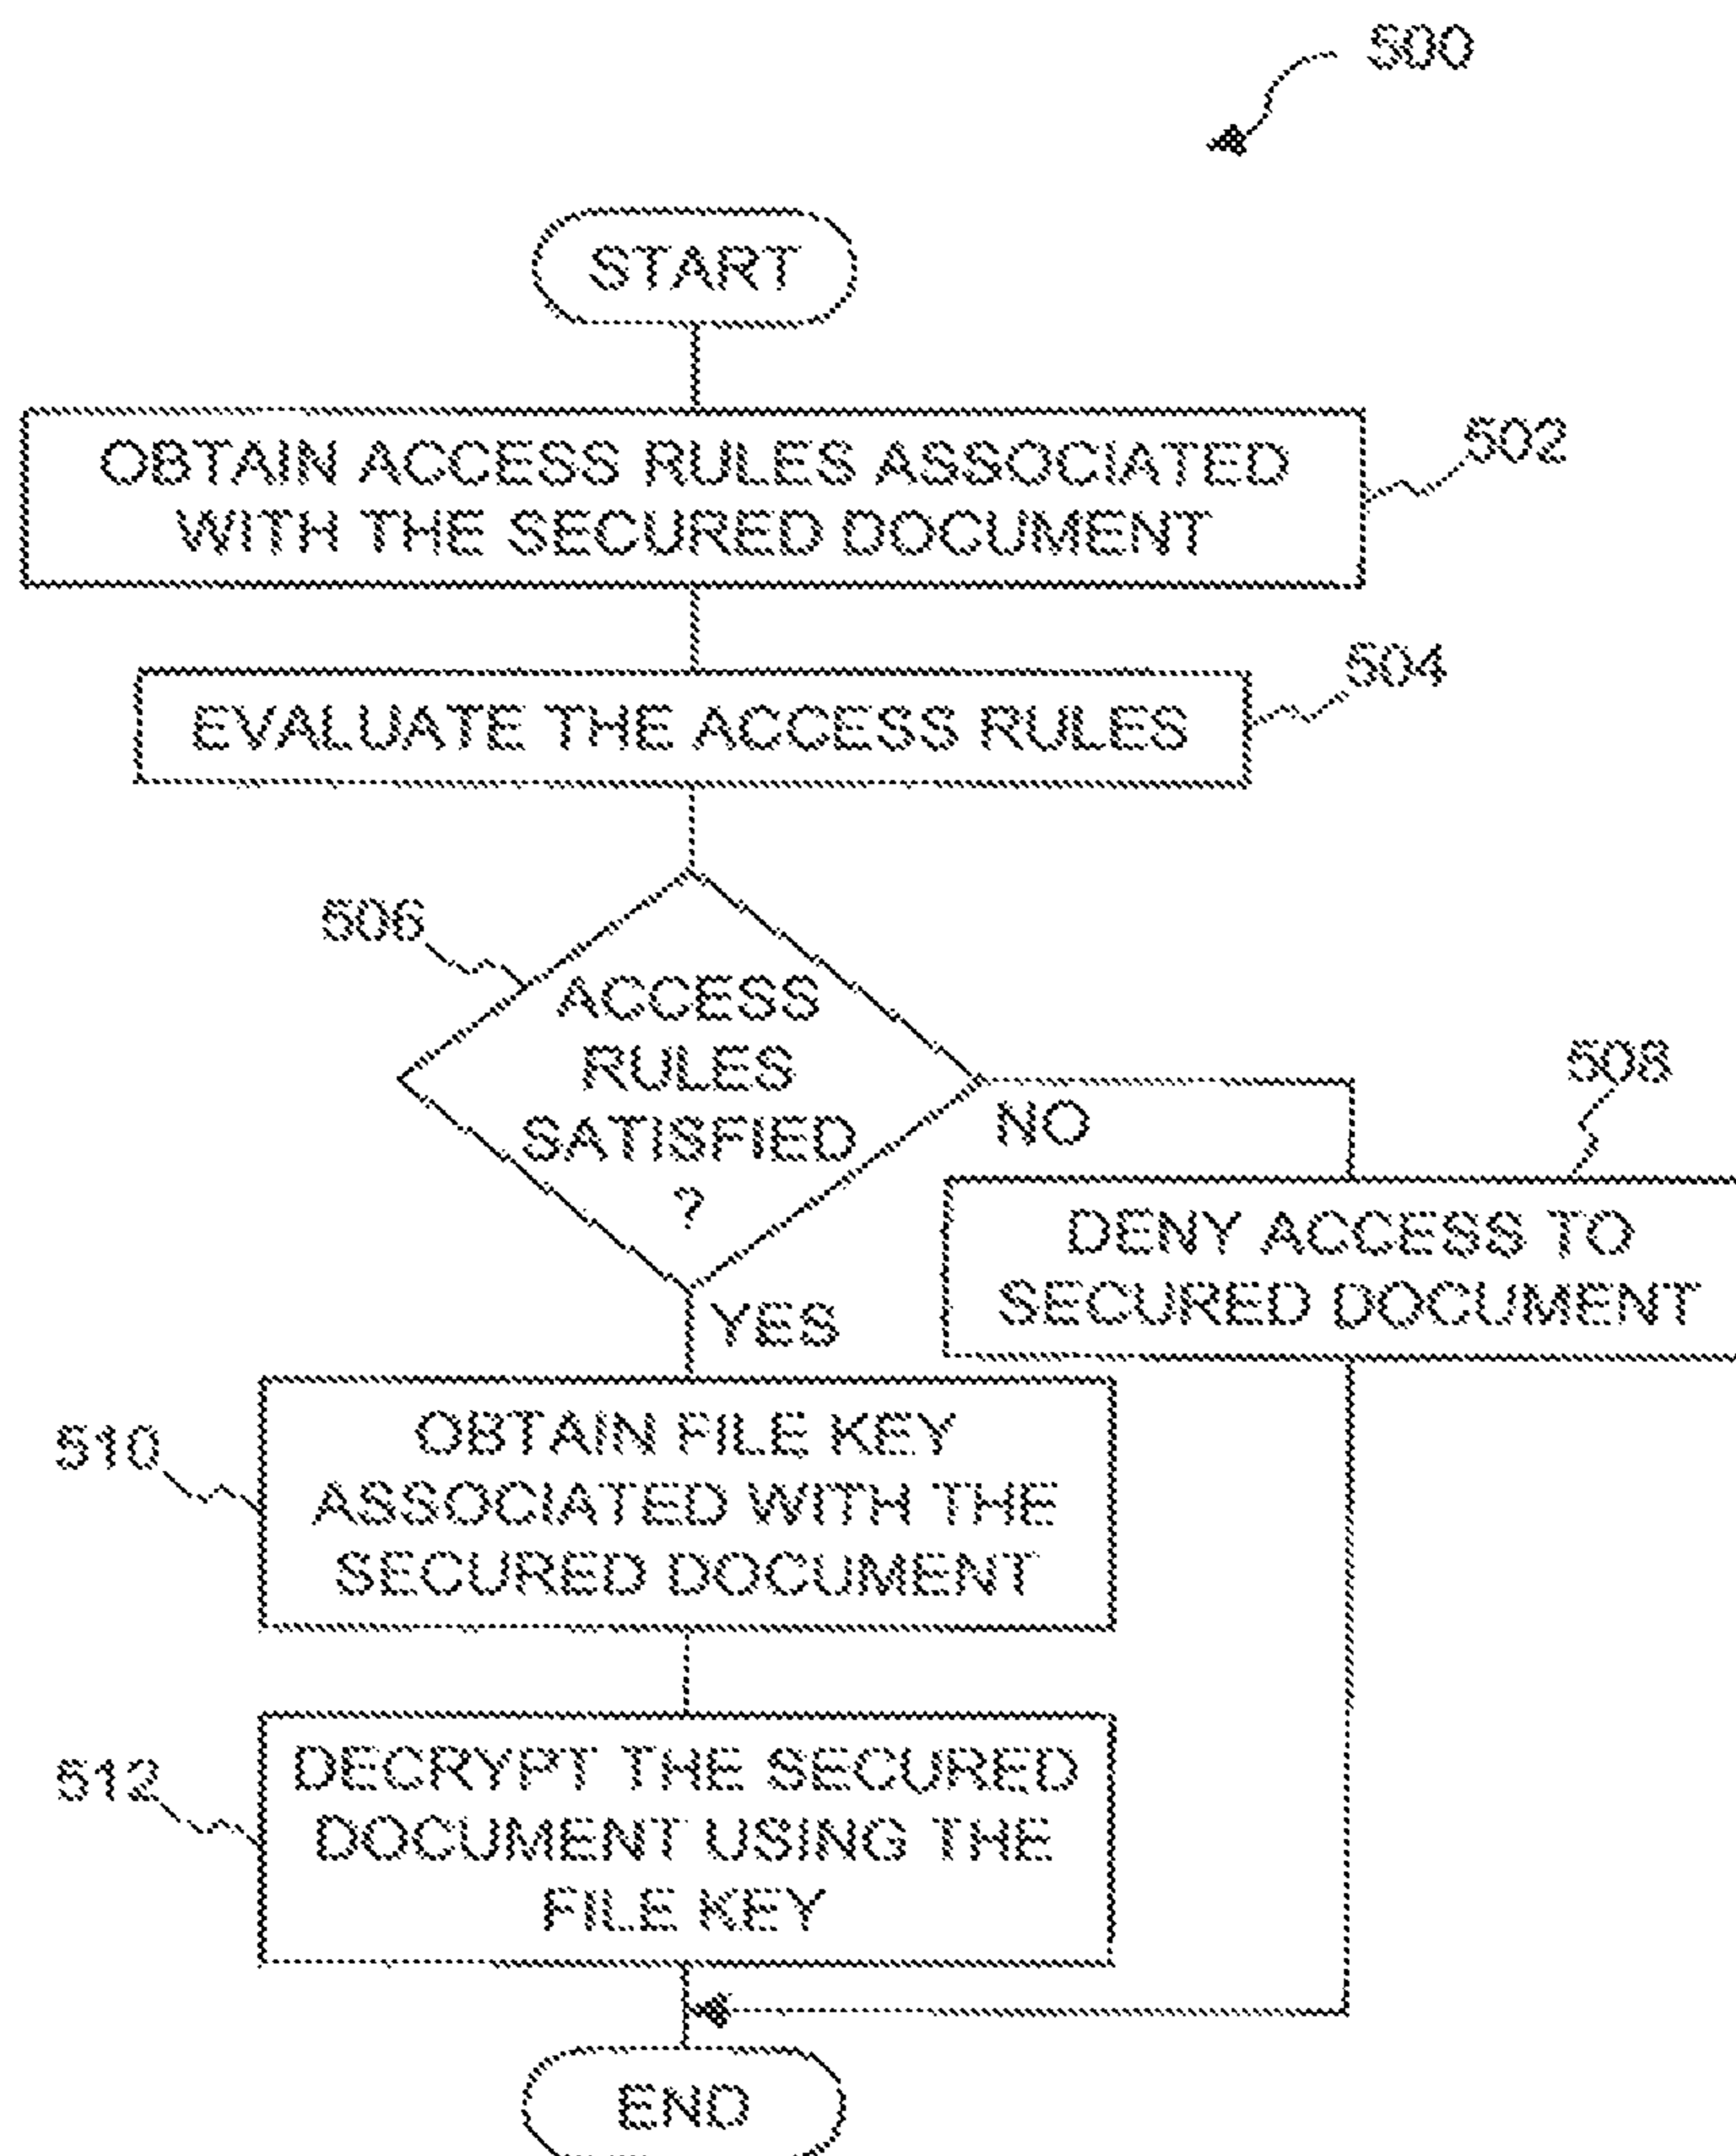 500
START
OBTAIN ACCESS RULES ASSOCIATED
WITH THE SECURED DOCUMENT
502
EVALUATE THE ACCESS RULES
504
506
ACCESS
RULES
SATISFIED
?
NO
508
DENY ACCESS TO
SECURED DOCUMENT
YES
510
OBTAIN FILE KEY
ASSOCIATED WITH THE
SECURED DOCUMENT
512
DECRYPT THE SECURED
DOCUMENT USING THE
FILE KEY
END